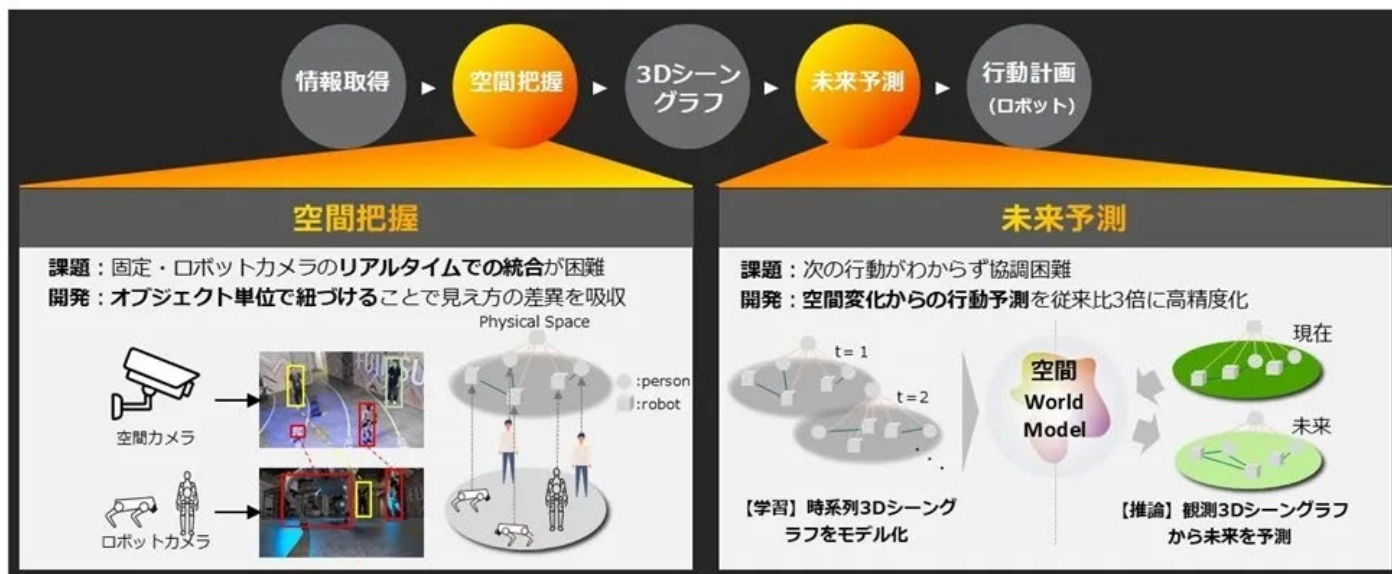 情報取得
空間把握
3Dシーン
グラフ
未来予測
行動計画
(ロボット)
空間把握
課題：固定・ロボットカメラのリアルタイムでの統合が困難
開発：オブジェクト単位で紐づけることで見え方の差異を吸収
Physical Space
:person
:robot
空間カメラ
ロボットカメラ
未来予測
課題：次の行動がわからず協調困難
開発：空間変化からの行動予測を従来比3倍に高精度化
t = 1
t = 2
空間
World
Model
現在
未来
【学習】時系列3Dシーング
ラフをモデル化
【推論】観測3Dシーングラフ
から未来を予測